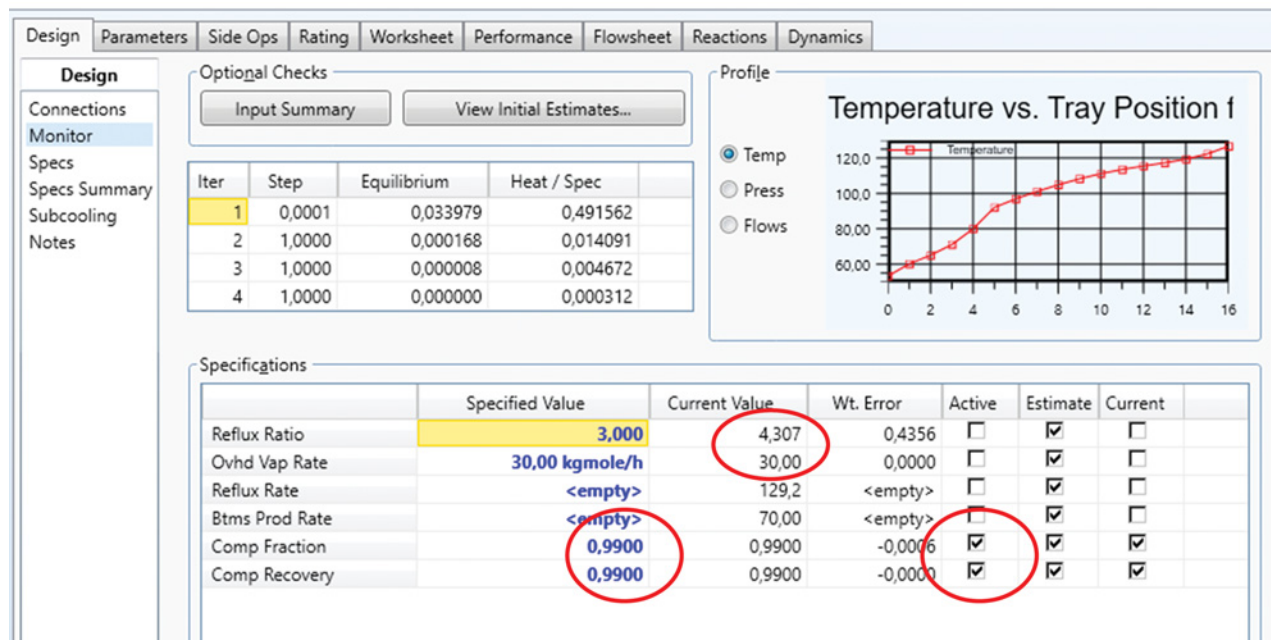 Design Parameters Side Ops Rating Worksheet Performance Flowsheet Reactions Dynamics
Design
Connections
Monitor
Specs
Specs Summary
Subcooling
Notes
Optional Checks
Input Summary View Initial Estimates...
Iter Step Equilibrium Heat / Spec
1 0,0001 0,033979 0,491562
2 1,0000 0,000168 0,014091
3 1,0000 0,000008 0,004672
4 1,0000 0,000000 0,000312
Profile
Temp
Press
Flows
Temperature vs. Tray Position f
Temperature
120,0
100,0
80,00
60,00
0 2 4 6 8 10 12 14 16
Specifications
Specified Value Current Value Wt. Error Active Estimate Current
Reflux Ratio 3,000 4,307 0,4356
Ovhd Vap Rate 30,00 kgmole/h 30,00 0,0000
Reflux Rate <empty> 129,2 <empty>
Btms Prod Rate <empty> 70,00 <empty>
Comp Fraction 0,9900 0,9900 -0,0006
Comp Recovery 0,9900 0,9900 -0,0000